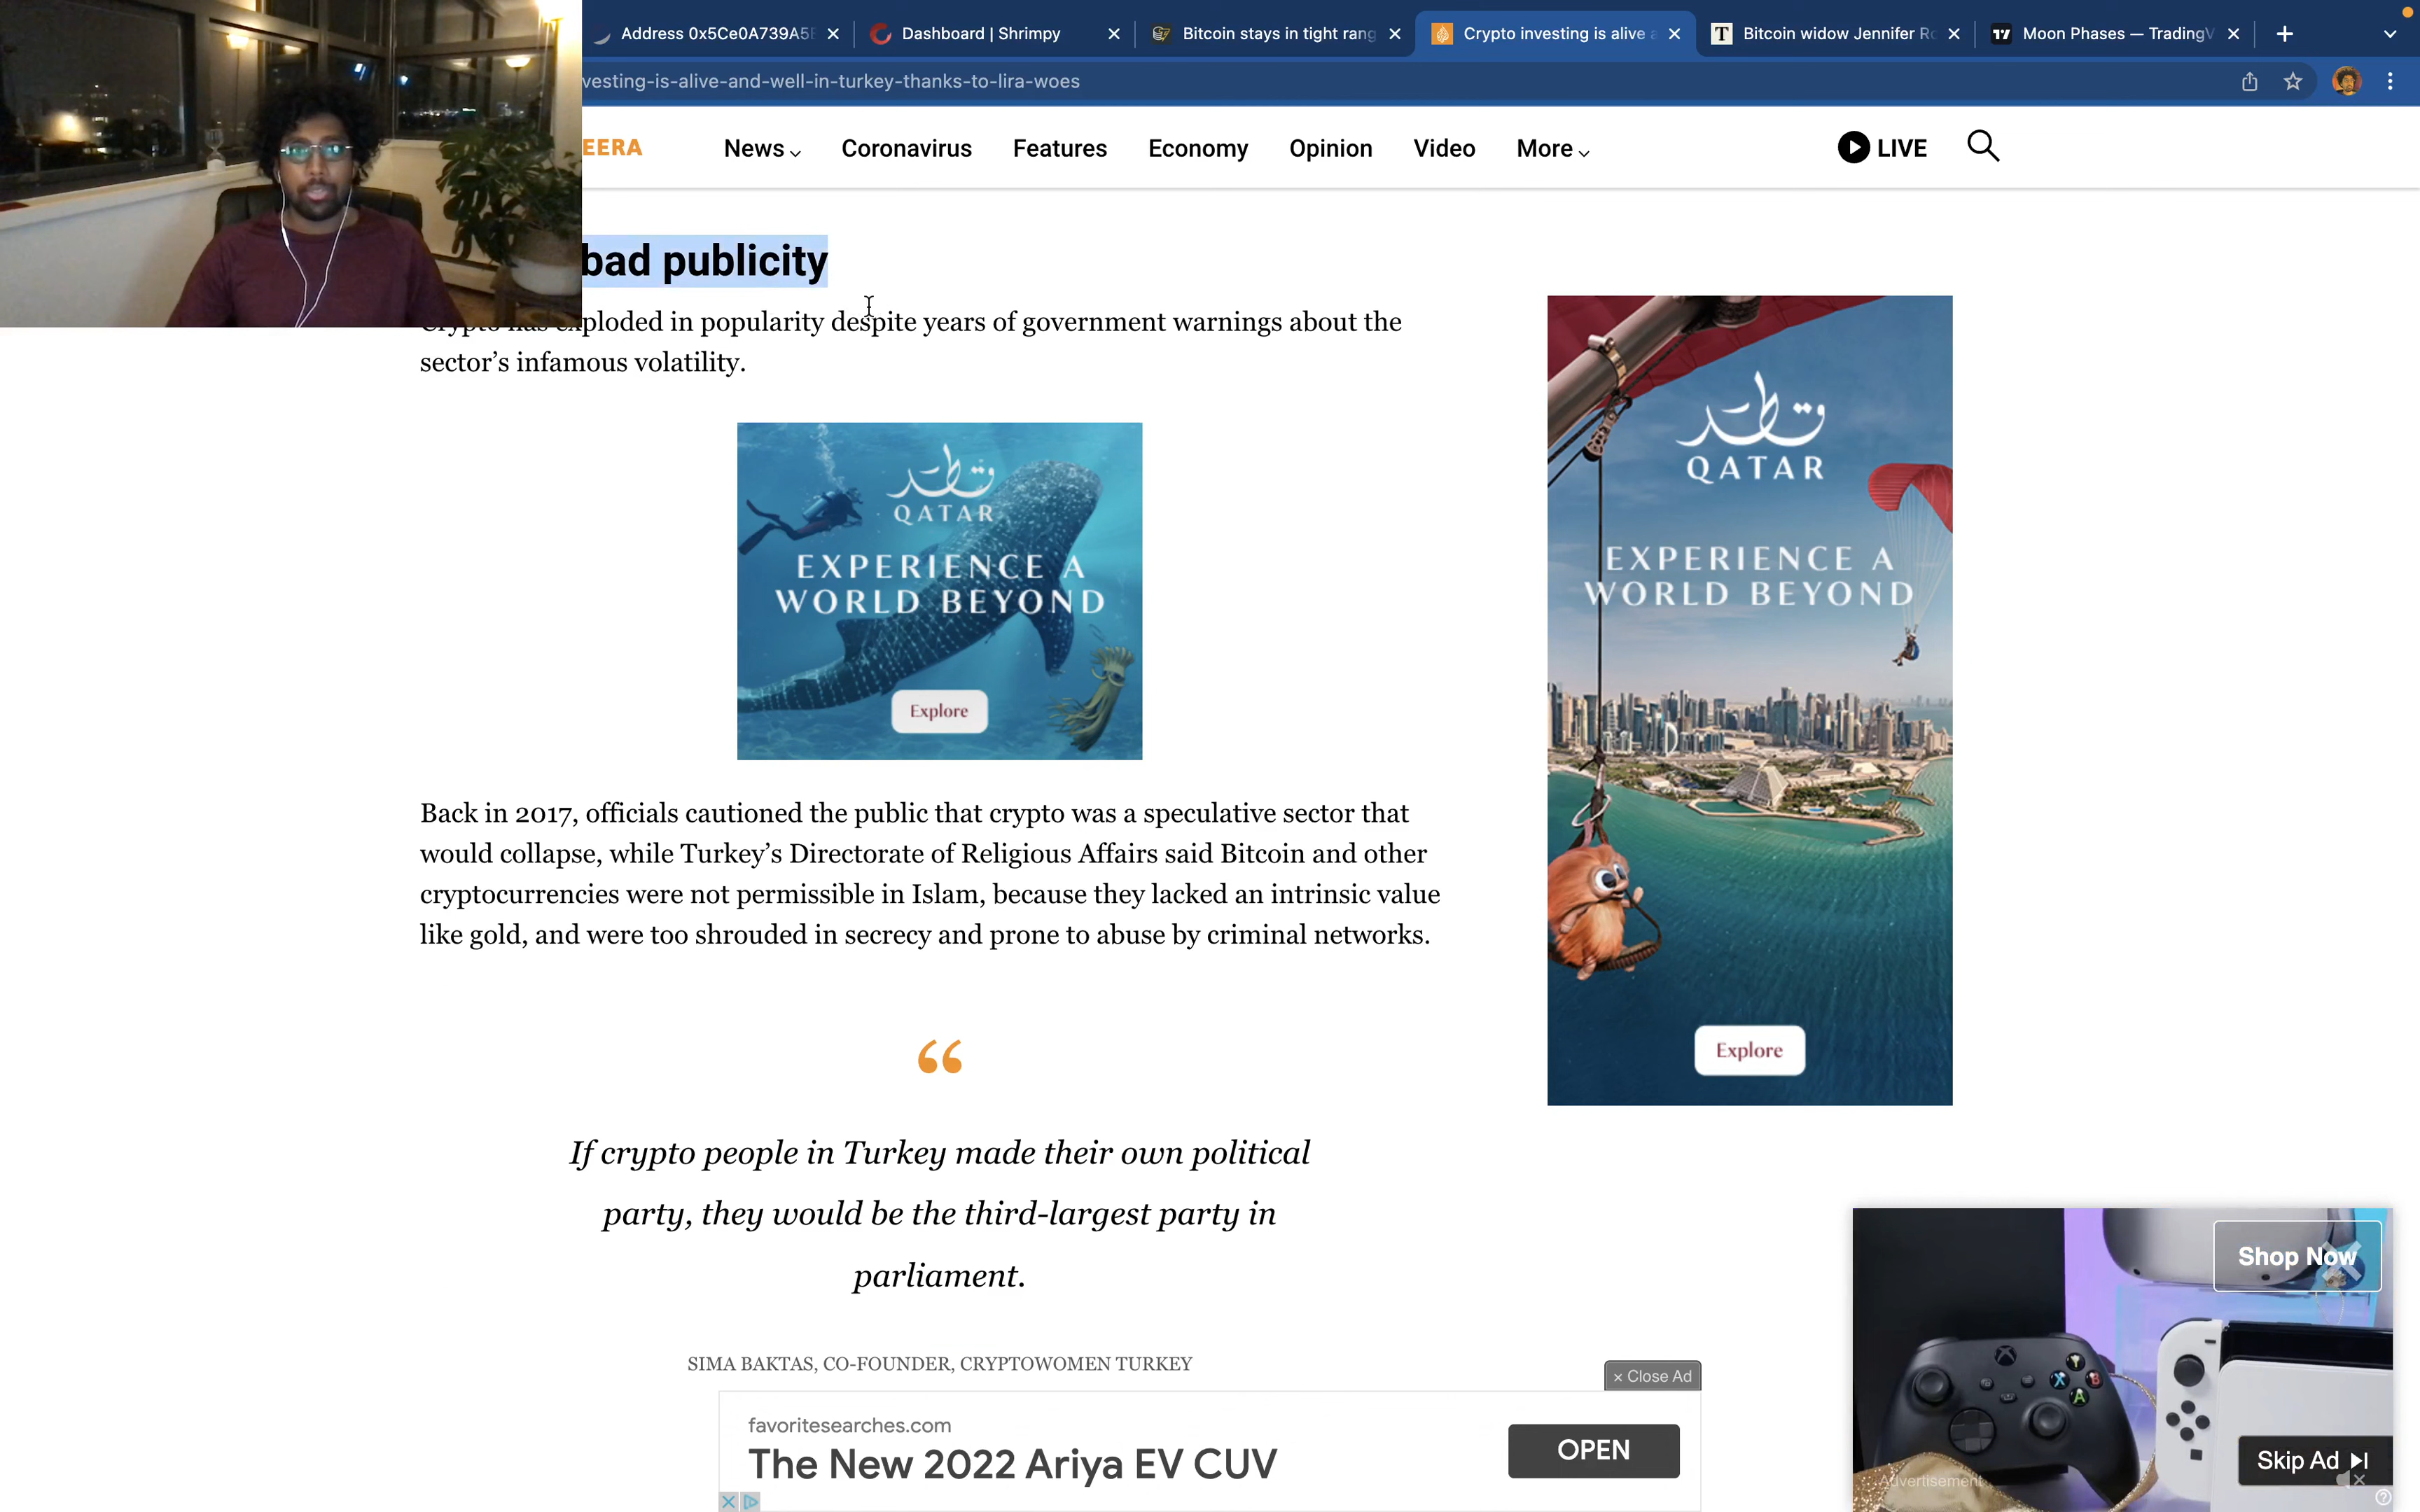 Address 0x5Ce0A739A5
Dashboard | Shrimpy
Bitcoin stays in tight rang
Crypto investing is alive a
Bitcoin widow Jennifer Ro
Moon Phases — TradingV
vesting-is-alive-and-well-in-turkey-thanks-to-lira-woes
EERA
News
Coronavirus
Features
Economy
Opinion
Video
More
LIVE
bad publicity
Crypto has exploded in popularity despite years of government warnings about the
sector’s infamous volatility.
قطر
QATAR
EXPERIENCE A
WORLD BEYOND
Explore
قطر
QATAR
EXPERIENCE A
WORLD BEYOND
Explore
Back in 2017, officials cautioned the public that crypto was a speculative sector that
would collapse, while Turkey’s Directorate of Religious Affairs said Bitcoin and other
cryptocurrencies were not permissible in Islam, because they lacked an intrinsic value
like gold, and were too shrouded in secrecy and prone to abuse by criminal networks.
“
If crypto people in Turkey made their own political
party, they would be the third-largest party in
parliament.
SIMA BAKTAS, CO-FOUNDER, CRYPTOWOMEN TURKEY
× Close Ad
favoritesearches.com
The New 2022 Ariya EV CUV
OPEN
Shop Now
Y
X B
A
Skip Ad
Advertisement